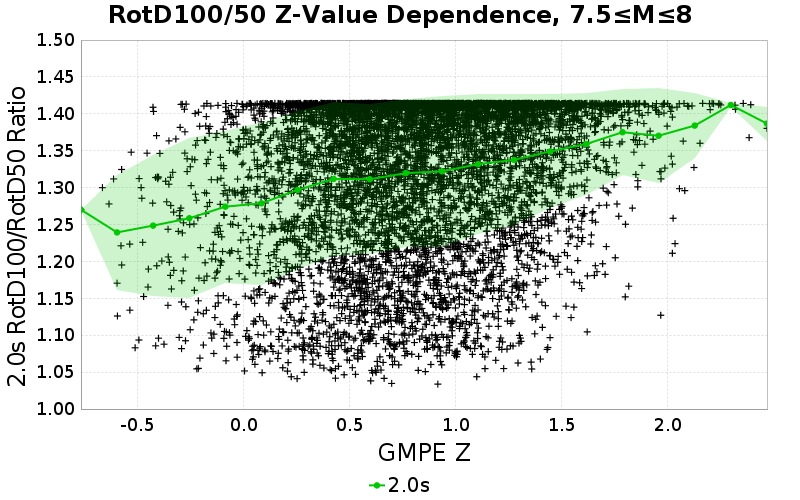 RotD100/50 Z-Value Dependence, 7.5≤M≤8
2.0s RotD100/RotD50 Ratio
1.50
1.45
1.40
1.35
1.30
1.25
1.20
1.15
1.10
1.05
1.00
-0.5 0.0 0.5 1.0 1.5 2.0
GMPE Z
2.0s